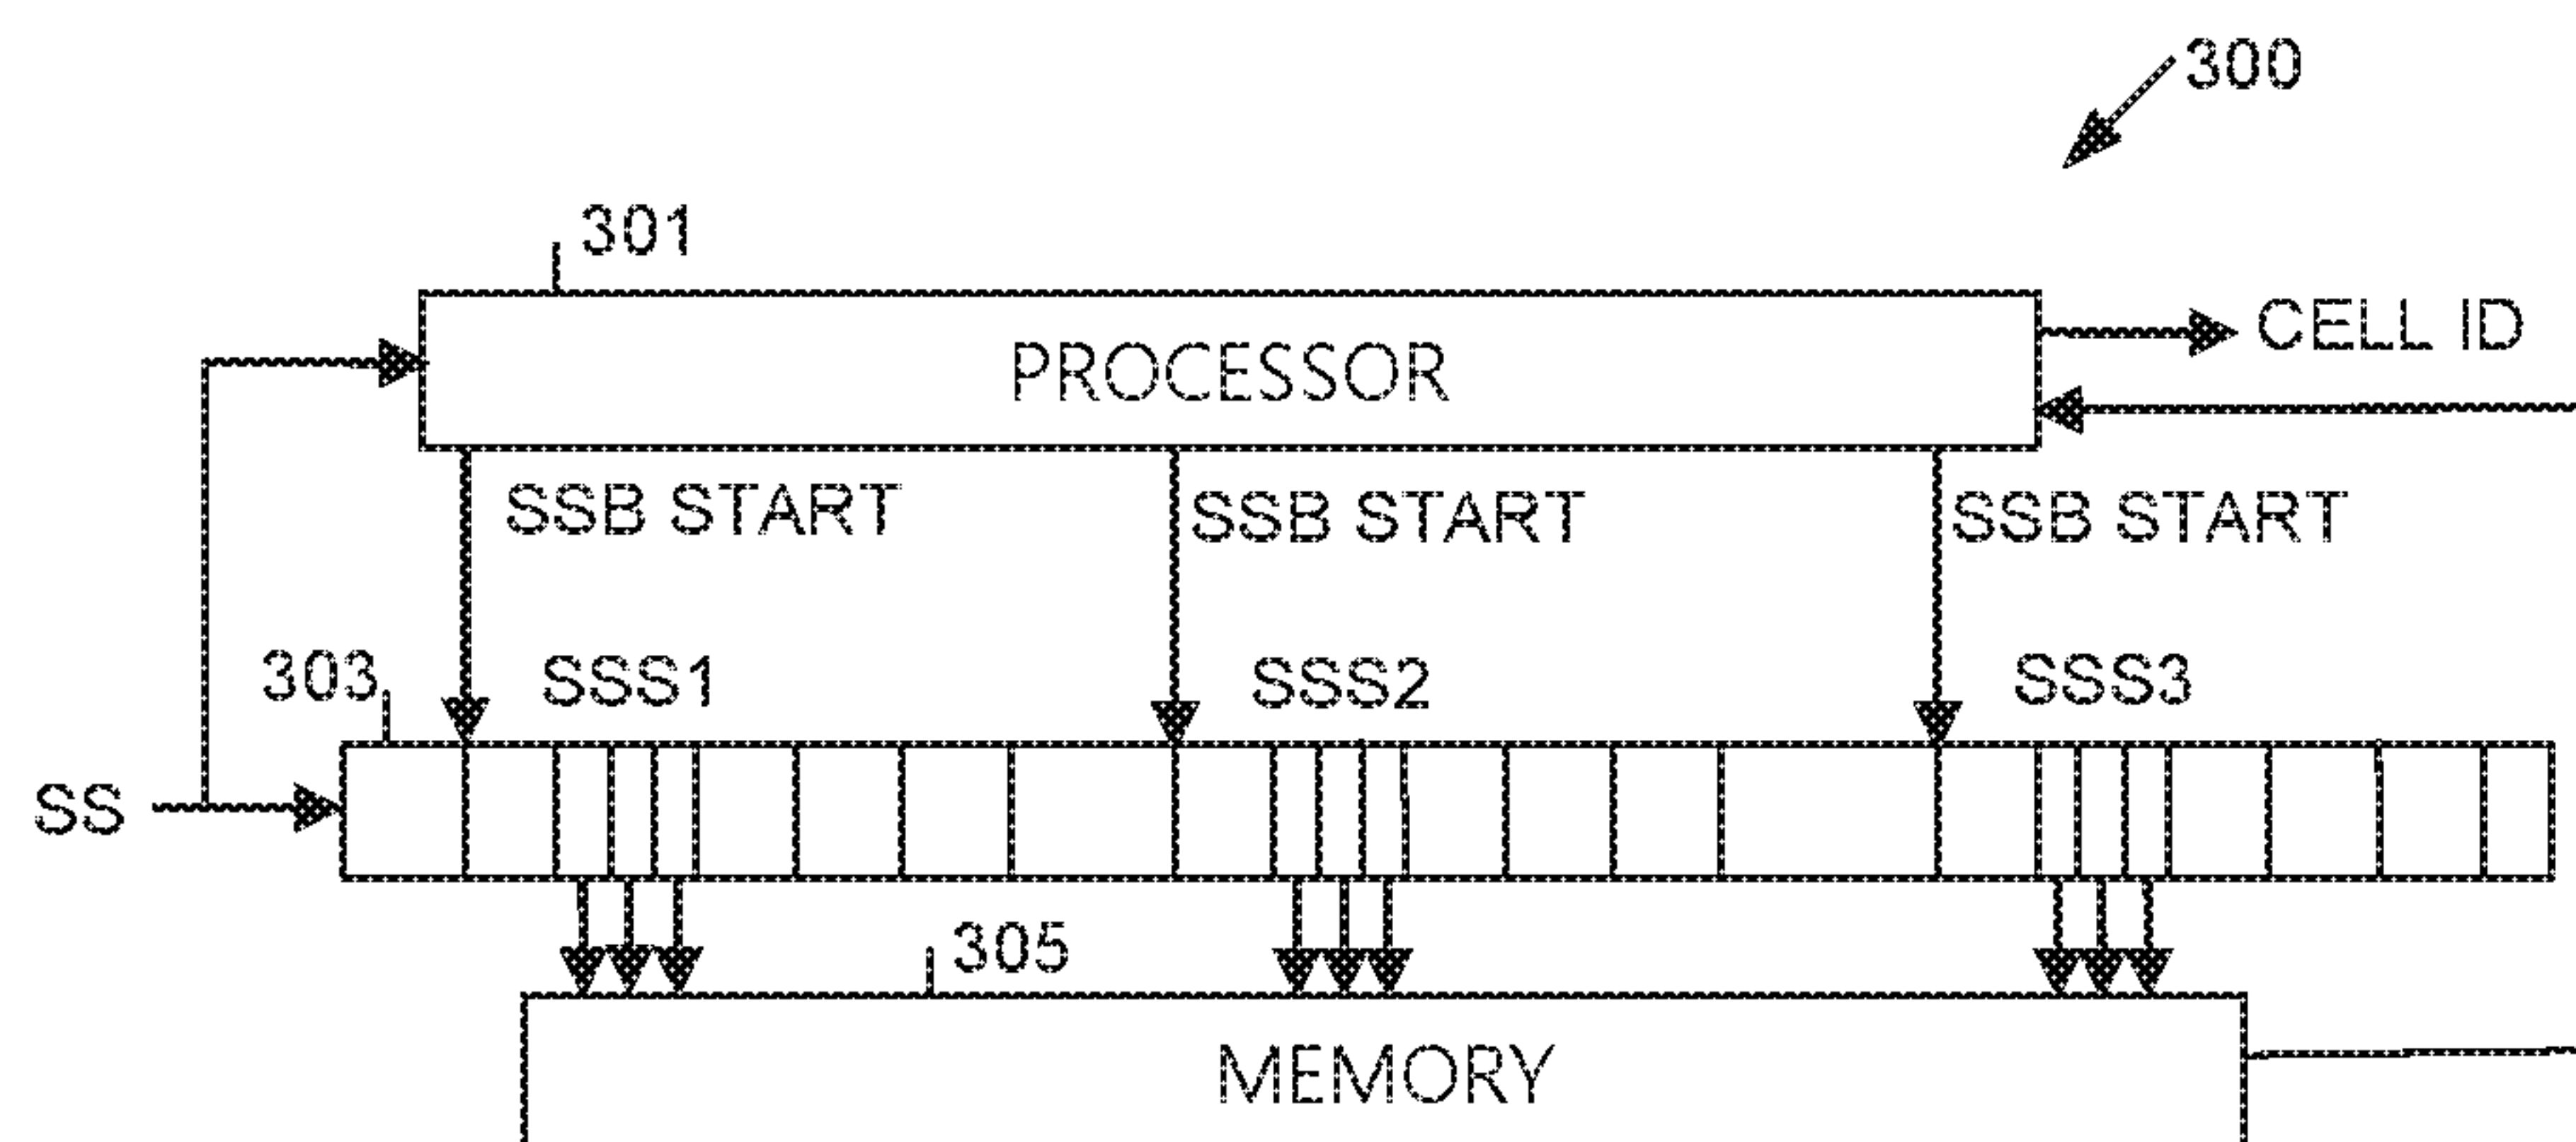 300
301
PROCESSOR
CELL ID
SSB START
SSB START
SSB START
303
SSS1
SSS2
SSS3
SS
305
MEMORY